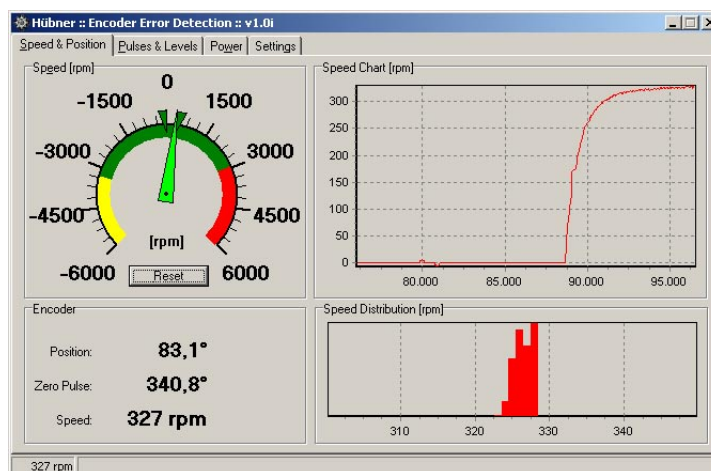 Hübner :: Encoder Error Detection :: v1.0i
Speed & Position Pulses & Levels Power Settings
Speed [rpm]
0
-1500 1500
-3000 3000
-4500 4500
[rpm]
-6000 Reset 6000
Speed Chart [rpm]
300
250
200
150
100
50
0
80.000 85.000 90.000 95.000
Encoder
Position: 83,1°
Zero Pulse: 340,8°
Speed: 327 rpm
Speed Distribution [rpm]
310 320 330 340
327 rpm